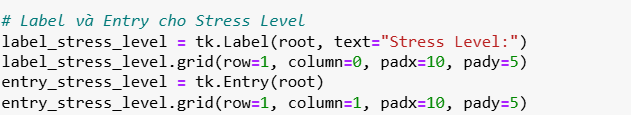 # Label và Entry cho Stress Level
label_stress_level = tk.Label(root, text="Stress Level:")
label_stress_level.grid(row=1, column=0, padx=10, pady=5)
entry_stress_level = tk.Entry(root)
entry_stress_level.grid(row=1, column=1, padx=10, pady=5)